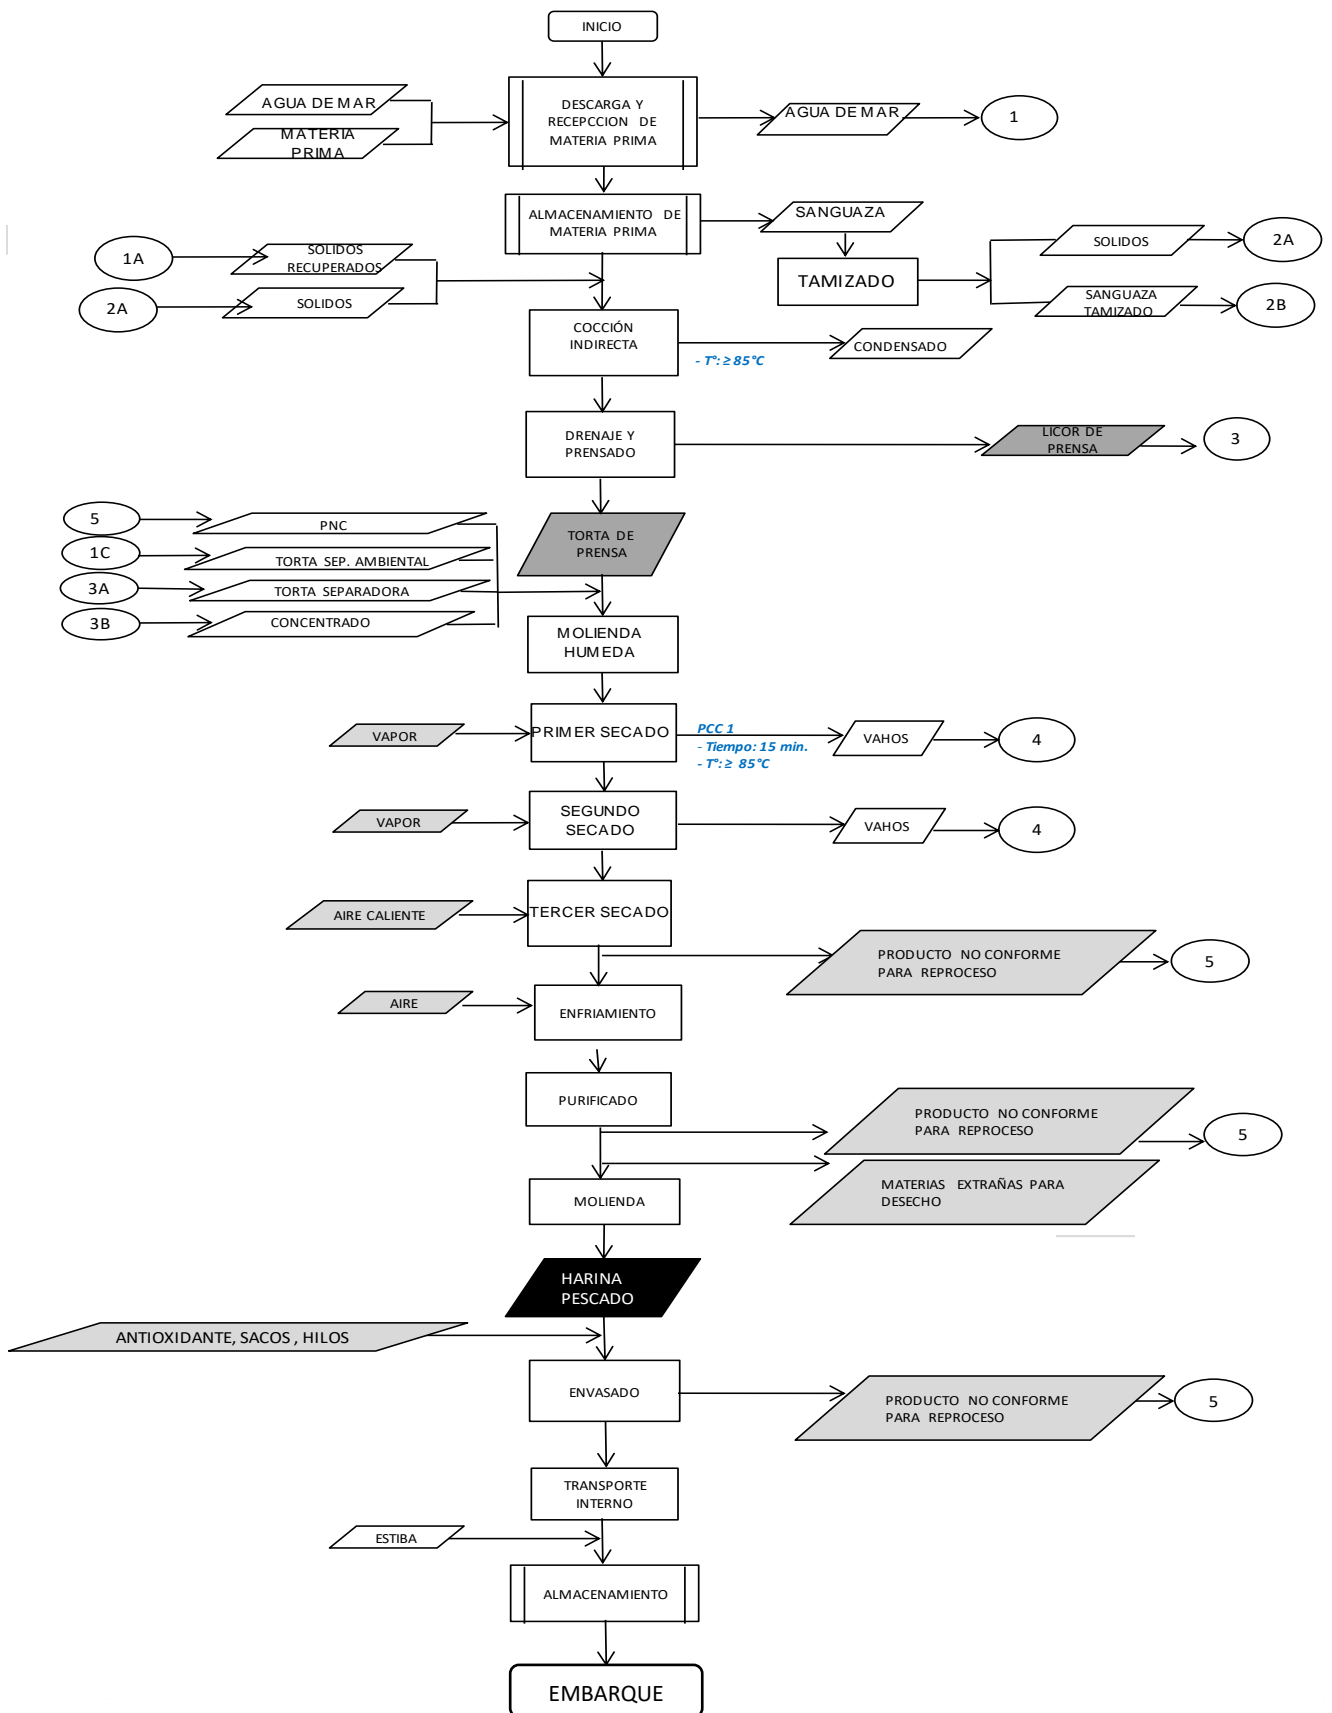 INICIO
AGUA DE MAR
MATERIA
PRIMA
DESCARGA Y
RECEPCCION DE
MATERIA PRIMA
AGUA DE MAR
1
ALMACENAMIENTO DE
MATERIA PRIMA
SANGUAZA
TAMIZADO
SOLIDOS
2A
SANGUAZA
TAMIZADO
2B
1A
SOLIDOS
RECUPERADOS
2A
SOLIDOS
COCCIÓN
INDIRECTA
- T°: ≥ 85°C
CONDENSADO
DRENAJE Y
PRENSADO
LICOR DE
PRENSA
3
TORTA DE
PRENSA
5
PNC
1C
TORTA SEP. AMBIENTAL
3A
TORTA SEPARADORA
3B
CONCENTRADO
MOLIENDA
HUMEDA
VAPOR
PRIMER SECADO
PCC 1
- Tiempo: 15 min.
- T°: ≥ 85°C
VAHOS
4
VAPOR
SEGUNDO
SECADO
VAHOS
4
AIRE CALIENTE
TERCER SECADO
PRODUCTO NO CONFORME
PARA REPROCESO
5
AIRE
ENFRIAMIENTO
PURIFICADO
PRODUCTO NO CONFORME
PARA REPROCESO
5
MATERIAS EXTRAÑAS PARA
DESECHO
MOLIENDA
HARINA
PESCADO
ANTIOXIDANTE, SACOS , HILOS
ENVASADO
PRODUCTO NO CONFORME
PARA REPROCESO
5
TRANSPORTE
INTERNO
ESTIBA
ALMACENAMIENTO
EMBARQUE